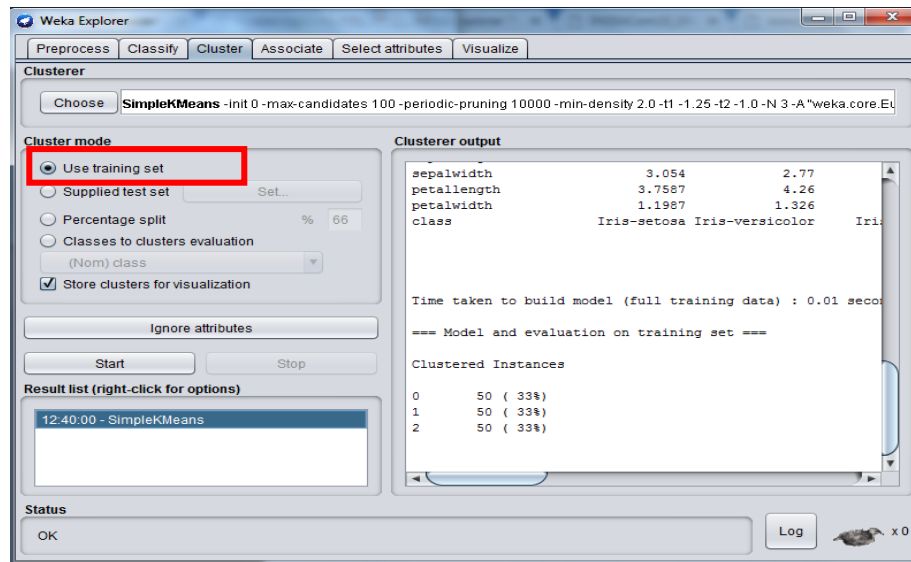 Weka Explorer
Preprocess Classify Cluster Associate Select attributes Visualize
Clusterer
Choose SimpleKMeans -init 0 -max-candidates 100 -periodic-pruning 10000 -min-density 2.0 -t1 -1.25 -t2 -1.0 -N 3 -A "weka.core.Eu
Cluster mode
Use training set
Supplied test set Set...
Percentage split % 66
Classes to clusters evaluation
(Nom) class
Store clusters for visualization
Ignore attributes
Start Stop
Result list (right-click for options)
12:40:00 - SimpleKMeans
Clusterer output
sepalwidth 3.054 2.77
petallength 3.7587 4.26
petalwidth 1.1987 1.326
class Iris-setosa Iris-versicolor Iri
Time taken to build model (full training data) : 0.01 seco
=== Model and evaluation on training set ===
Clustered Instances
0 50 ( 33%)
1 50 ( 33%)
2 50 ( 33%)
Status
OK
Log
x 0